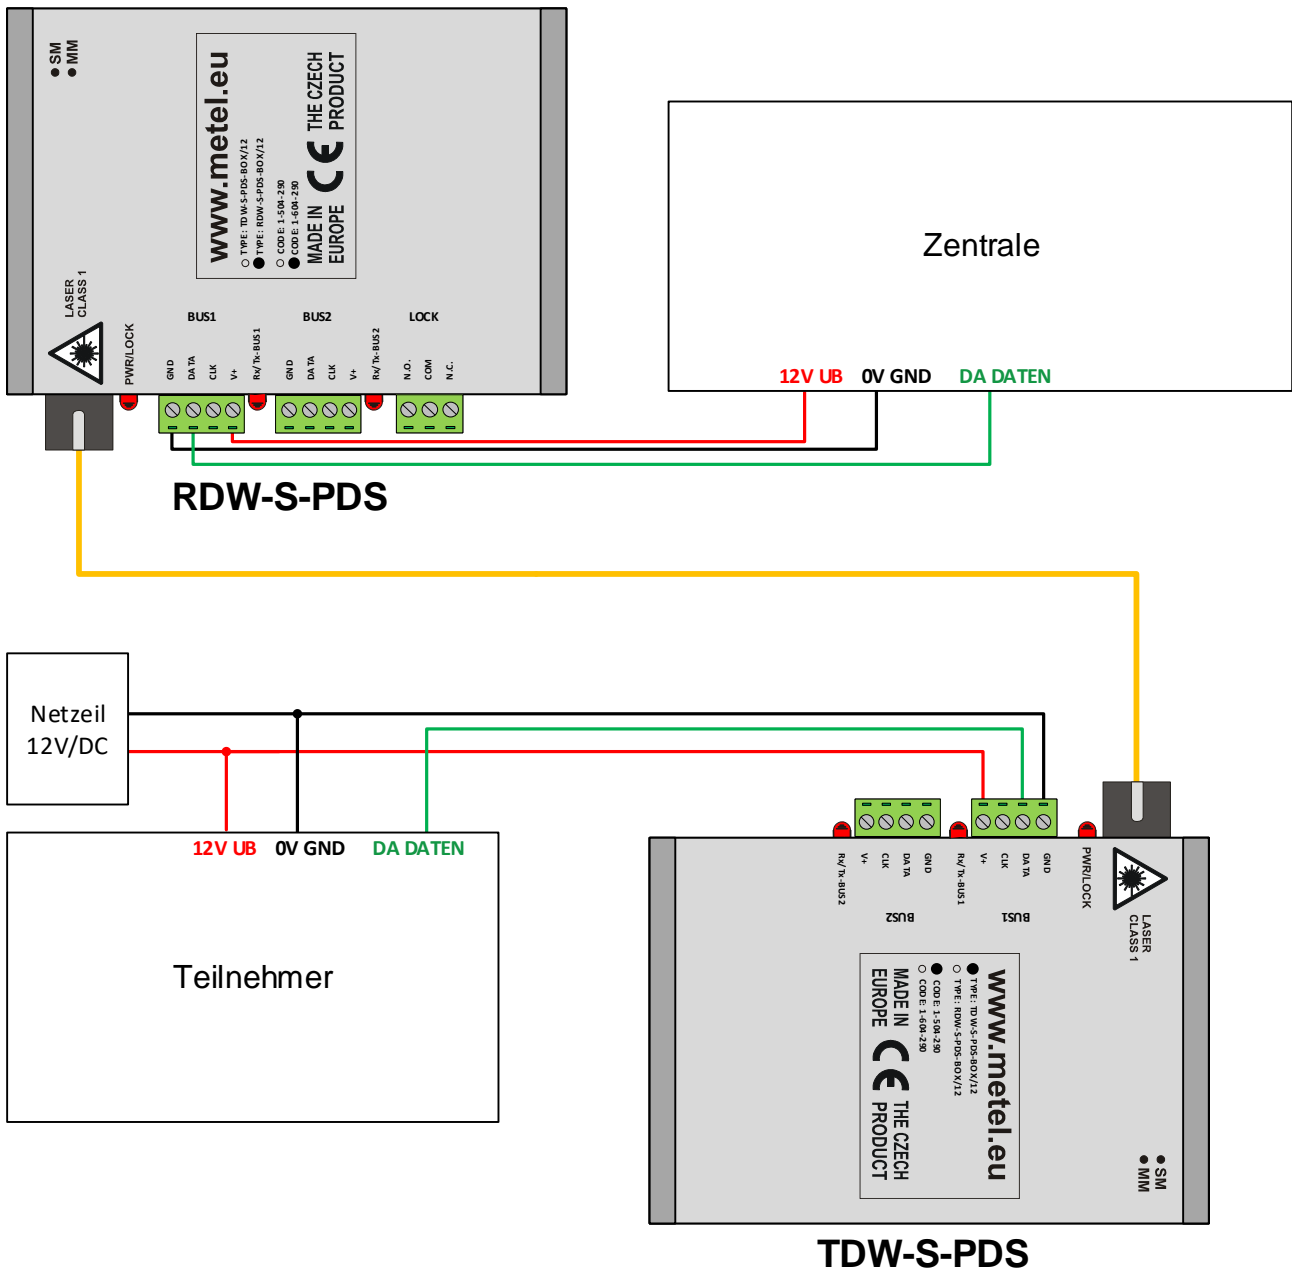 SM
MM
www.metel.eu
TYPE: TDW-S-PDS-BOX/12
TYPE: RDW-S-PDS-BOX/12
CODE: 1-504-290
CODE: 1-604-290
MADE IN
EUROPE
CE
THE CZECH
PRODUCT
LASER
CLASS 1
PWR/LOCK
BUS1
BUS2
LOCK
GND
DATA
CLK
V+
Rx/Tx-BUS1
GND
DATA
CLK
V+
Rx/Tx-BUS2
N.O.
COM
N.C.
RDW-S-PDS
Zentrale
12V UB
0V GND
DA DATEN
Netzeil
12V/DC
12V UB
0V GND
DA DATEN
Teilnehmer
Rx/Tx-BUS2
V+
CLK
DATA
GND
Rx/Tx-BUS1
V+
CLK
DATA
GND
PWR/LOCK
BUS2
BUS1
LASER
CLASS 1
www.metel.eu
TYPE: TDW-S-PDS-BOX/12
TYPE: RDW-S-PDS-BOX/12
CODE: 1-504-290
CODE: 1-604-290
MADE IN
EUROPE
CE
THE CZECH
PRODUCT
SM
MM
TDW-S-PDS